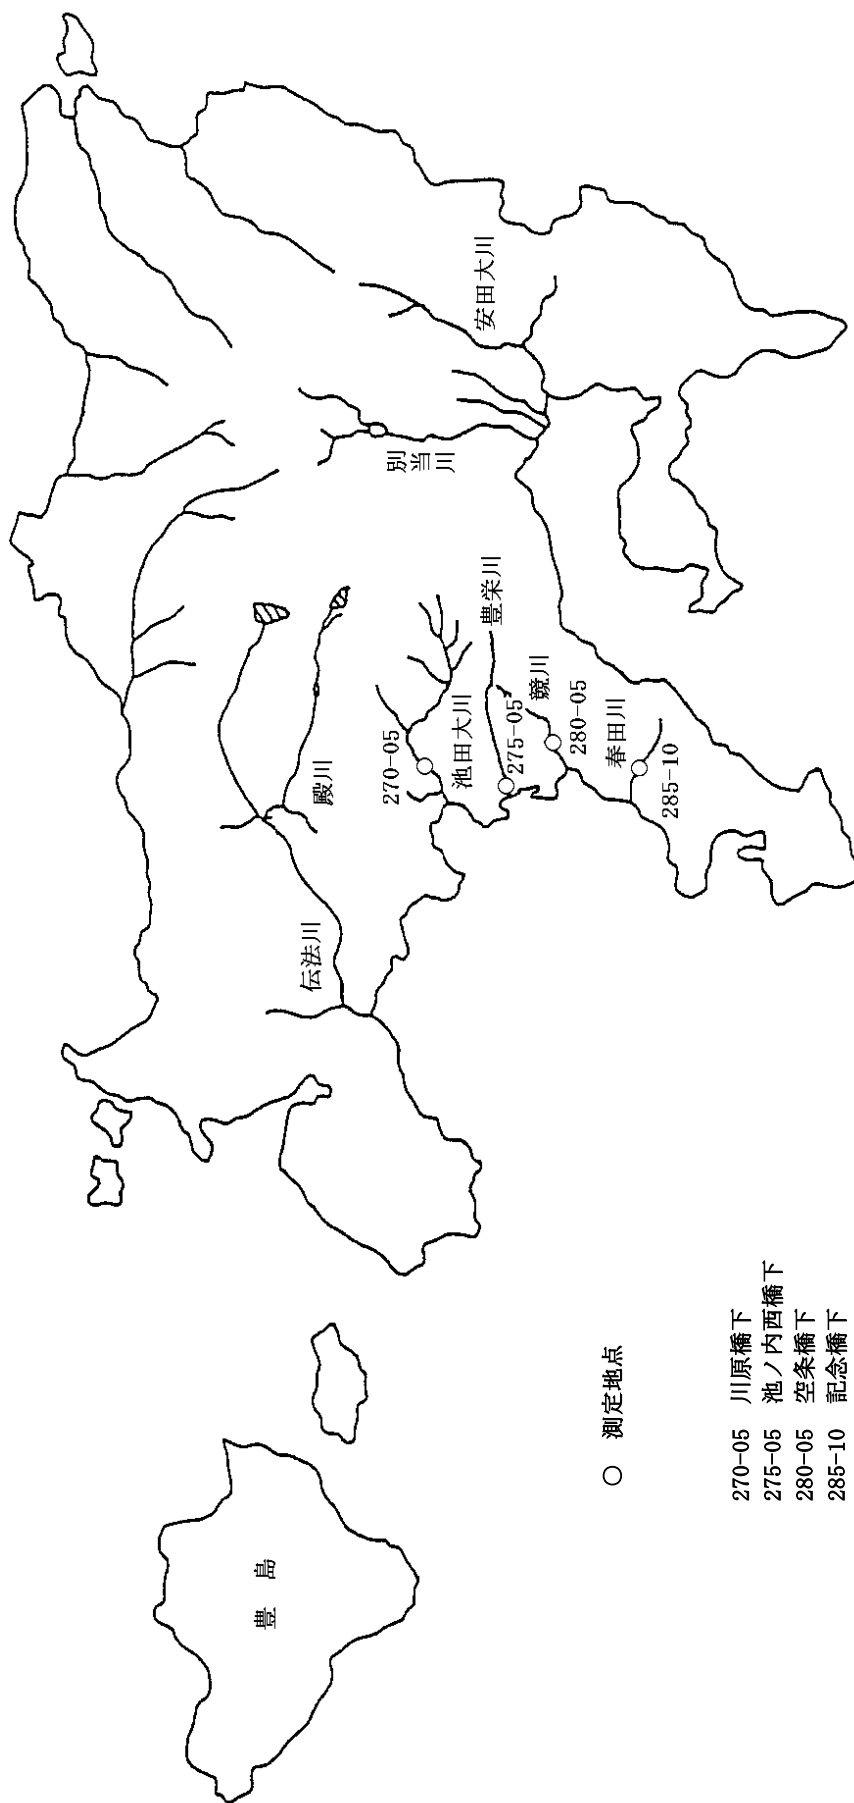 安田大川
別当川
豊栄川
竸川
280-05
275-05
池田大川
270-05
春田川
285-10
殿川
伝法川
豊 島
○ 測定地点
270-05 川原橋下
275-05 池ノ内西橋下
280-05 空条橋下
285-10 記念橋下